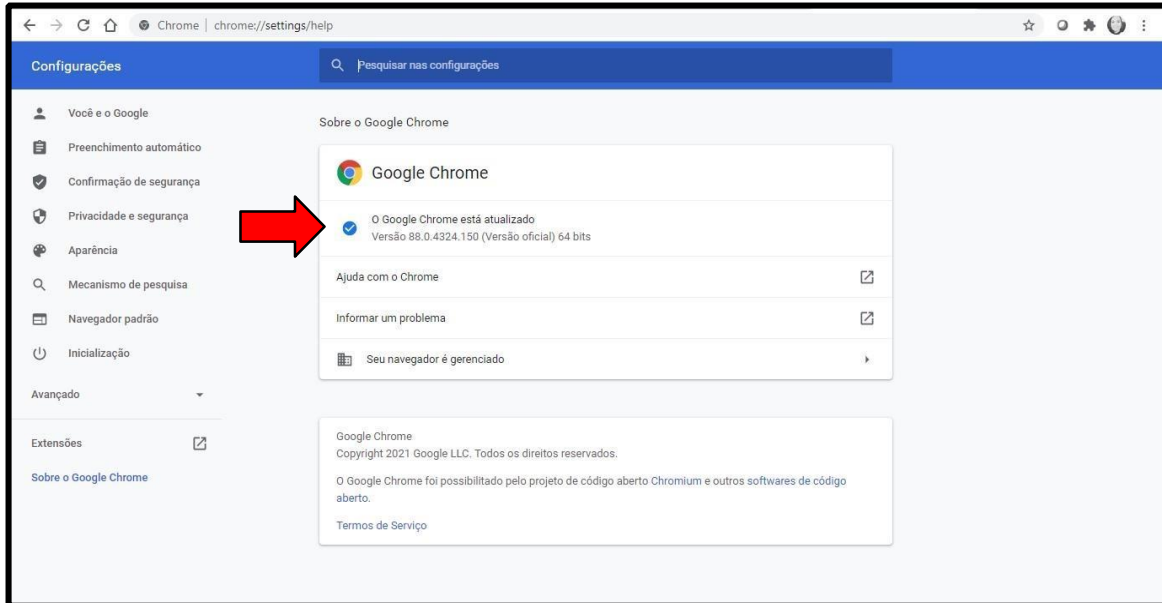 Chrome | chrome://settings/help
Configurações
Pesquisar nas configurações
Você e o Google
Preenchimento automático
Confirmação de segurança
Privacidade e segurança
Aparência
Mecanismo de pesquisa
Navegador padrão
Inicialização
Avançado
Extensões
Sobre o Google Chrome
Sobre o Google Chrome
Google Chrome
O Google Chrome está atualizado
Versão 88.0.4324.150 (Versão oficial) 64 bits
Ajuda com o Chrome
Informar um problema
Seu navegador é gerenciado
Google Chrome
Copyright 2021 Google LLC. Todos os direitos reservados.
O Google Chrome foi possibilitado pelo projeto de código aberto Chromium e outros softwares de código
aberto.
Termos de Serviço